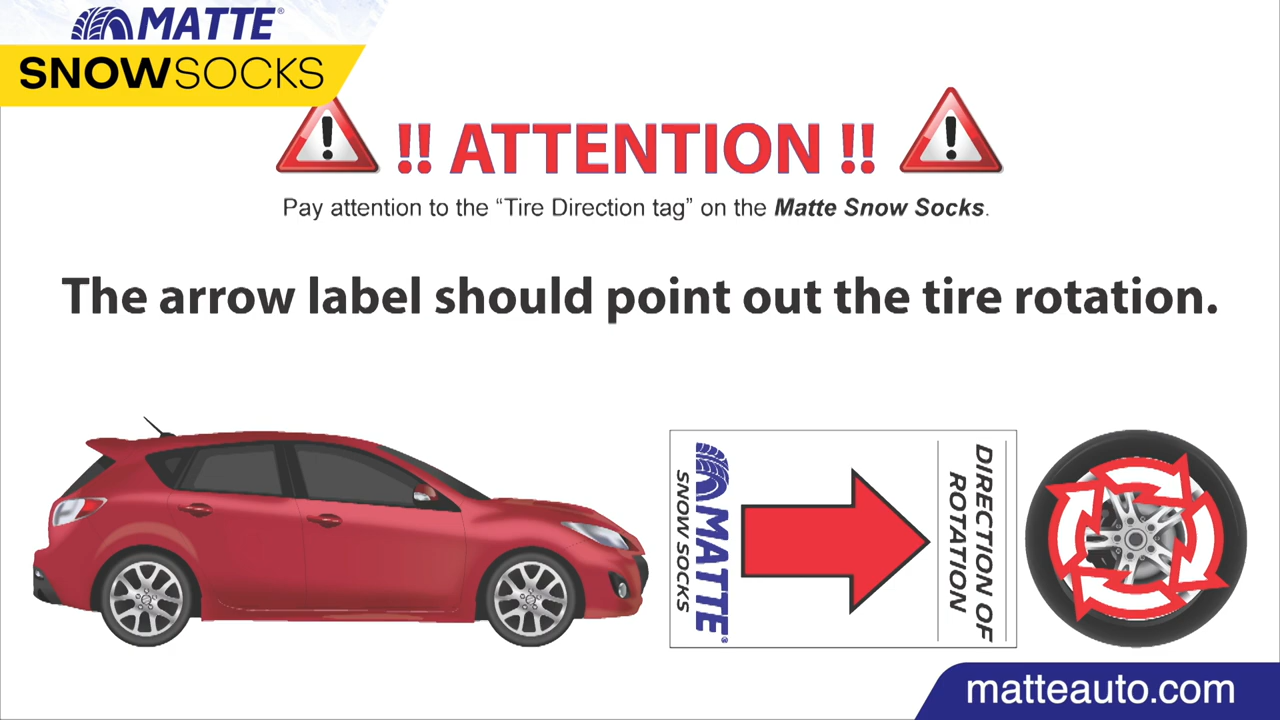 MATTE®
SNOWSOCKS
!! ATTENTION !!
Pay attention to the “Tire Direction tag” on the Matte Snow Socks.
The arrow label should point out the tire rotation.
MATTE®
SNOW SOCKS
DIRECTION OF
ROTATION
matteauto.com